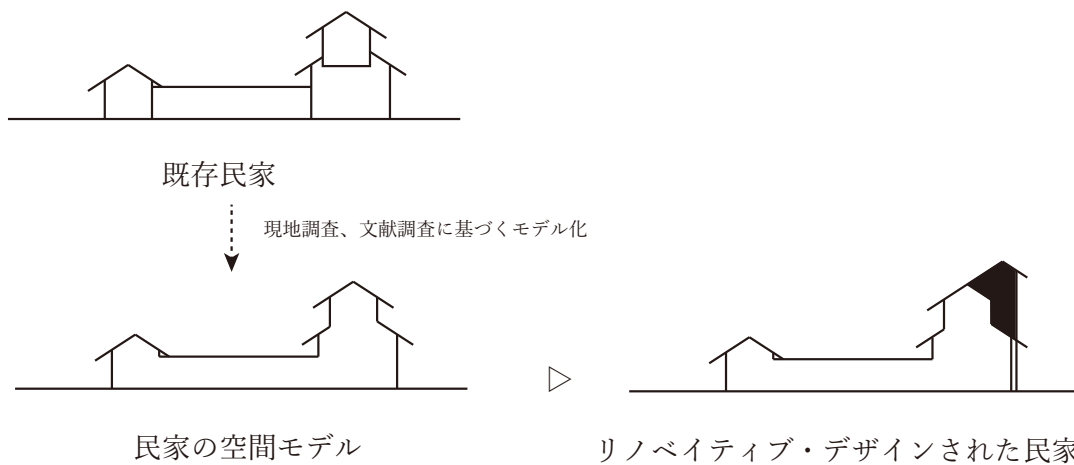 既存民家
現地調査、文献調査に基づくモデル化
民家の空間モデル
リノベイティブ・デザインされた民家